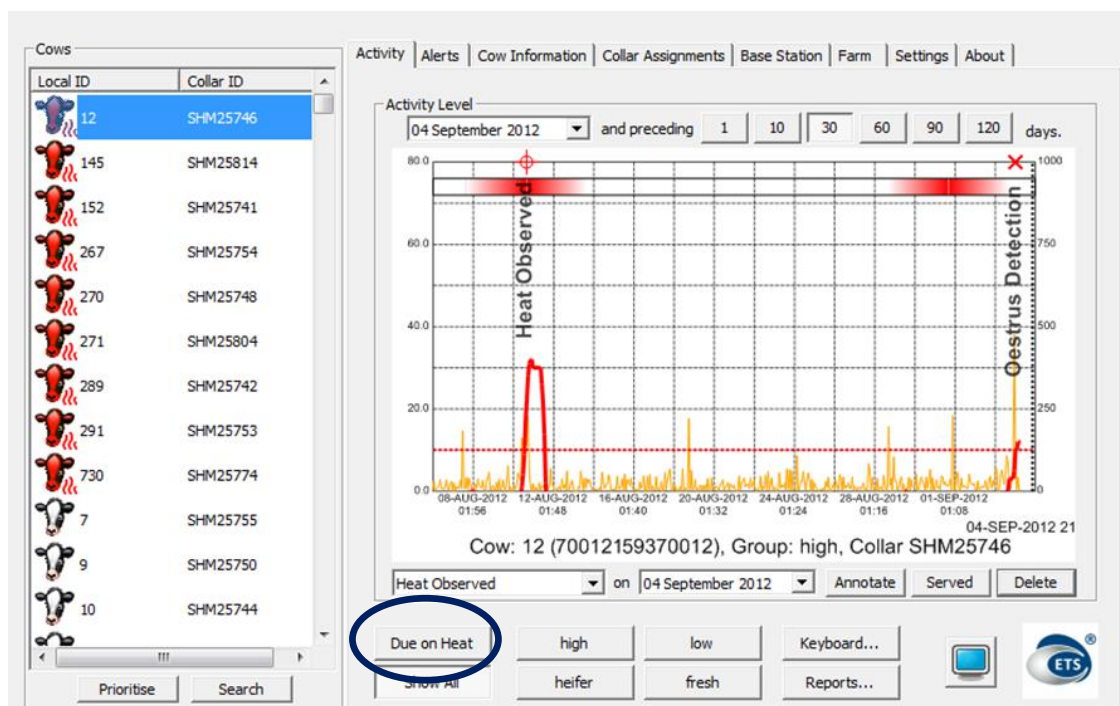 Cows
Local ID Collar ID
12 SHM25746
145 SHM25814
152 SHM25741
267 SHM25754
270 SHM25748
271 SHM25804
289 SHM25742
291 SHM25753
730 SHM25774
7 SHM25755
9 SHM25750
10 SHM25744
Prioritise Search
Activity Alerts Cow Information Collar Assignments Base Station Farm Settings About
Activity Level
04 September 2012 and preceding 1 10 30 60 90 120 days.
80.0 1000
60.0 750
40.0 500
20.0 250
0.0 0
Heat Observed
Oestrus Detection
08-AUG-2012 12-AUG-2012 16-AUG-2012 20-AUG-2012 24-AUG-2012 28-AUG-2012 01-SEP-2012
01:56 01:48 01:40 01:32 01:24 01:16 01:08
04-SEP-2012 21
Cow: 12 (70012159370012), Group: high, Collar SHM25746
Heat Observed on 04 September 2012 Annotate Served Delete
Due on Heat high low Keyboard...
Show All heifer fresh Reports...
ETS ®